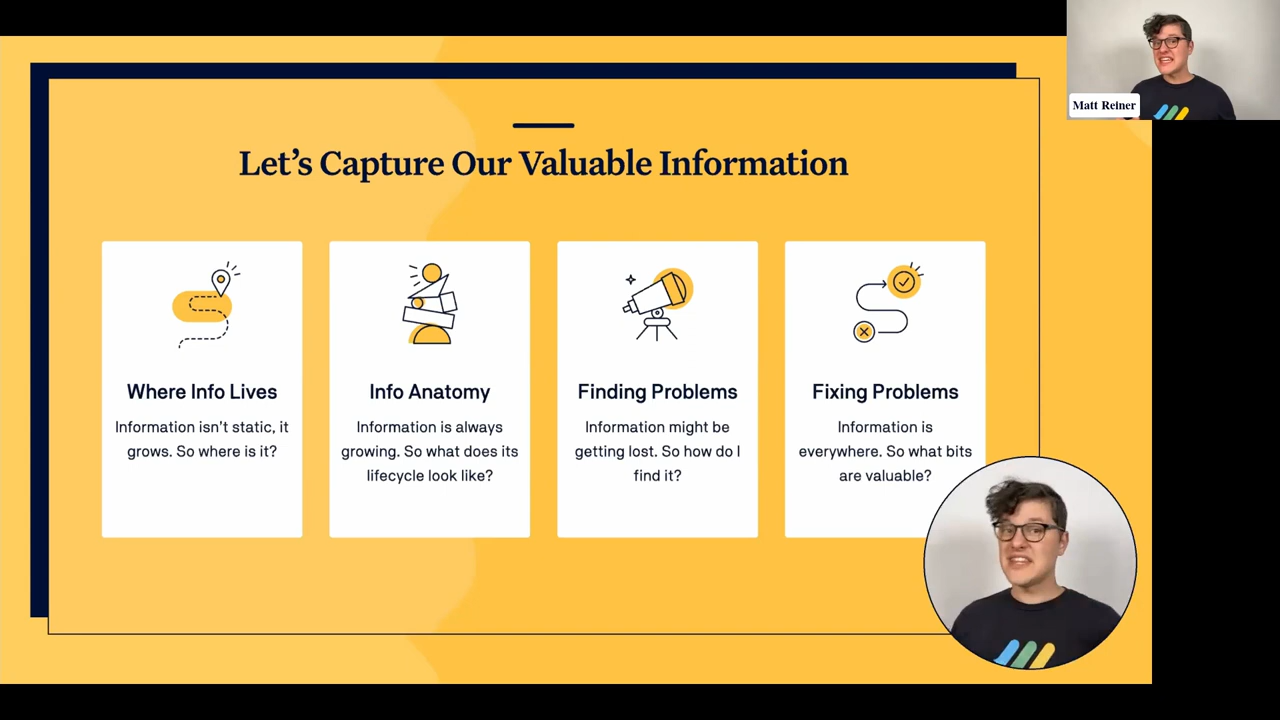 Matt Reiner
Let’s Capture Our Valuable Information
Where Info Lives
Information isn’t static, it
grows. So where is it?
Info Anatomy
Information is always
growing. So what does its
lifecycle look like?
Finding Problems
Information might be
getting lost. So how do I
find it?
Fixing Problems
Information is
everywhere. So what bits
are valuable?